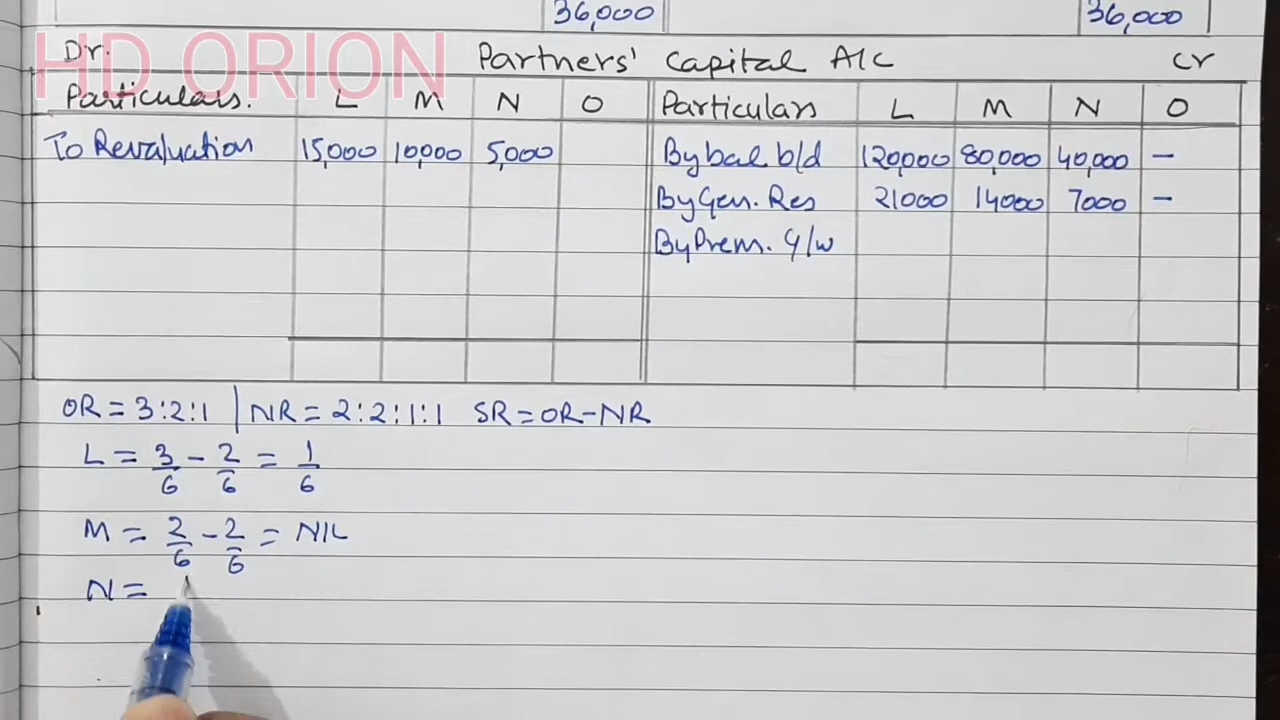 36,000 36,000
HD ORION
Dr. Partners' Capital A/C cr
Particulars. L M N O Particulars L M N O
To Revaluation 15,000 10,000 5,000 By bal b/d 120,000 80,000 40,000 —
By Gen. Res 21000 14000 7000 —
By Prem. G/w
OR = 3:2:1 | NR = 2:2:1:1 SR = OR-NR
L = 3/6 - 2/6 = 1/6
M = 2/6 - 2/6 = NIL
N =